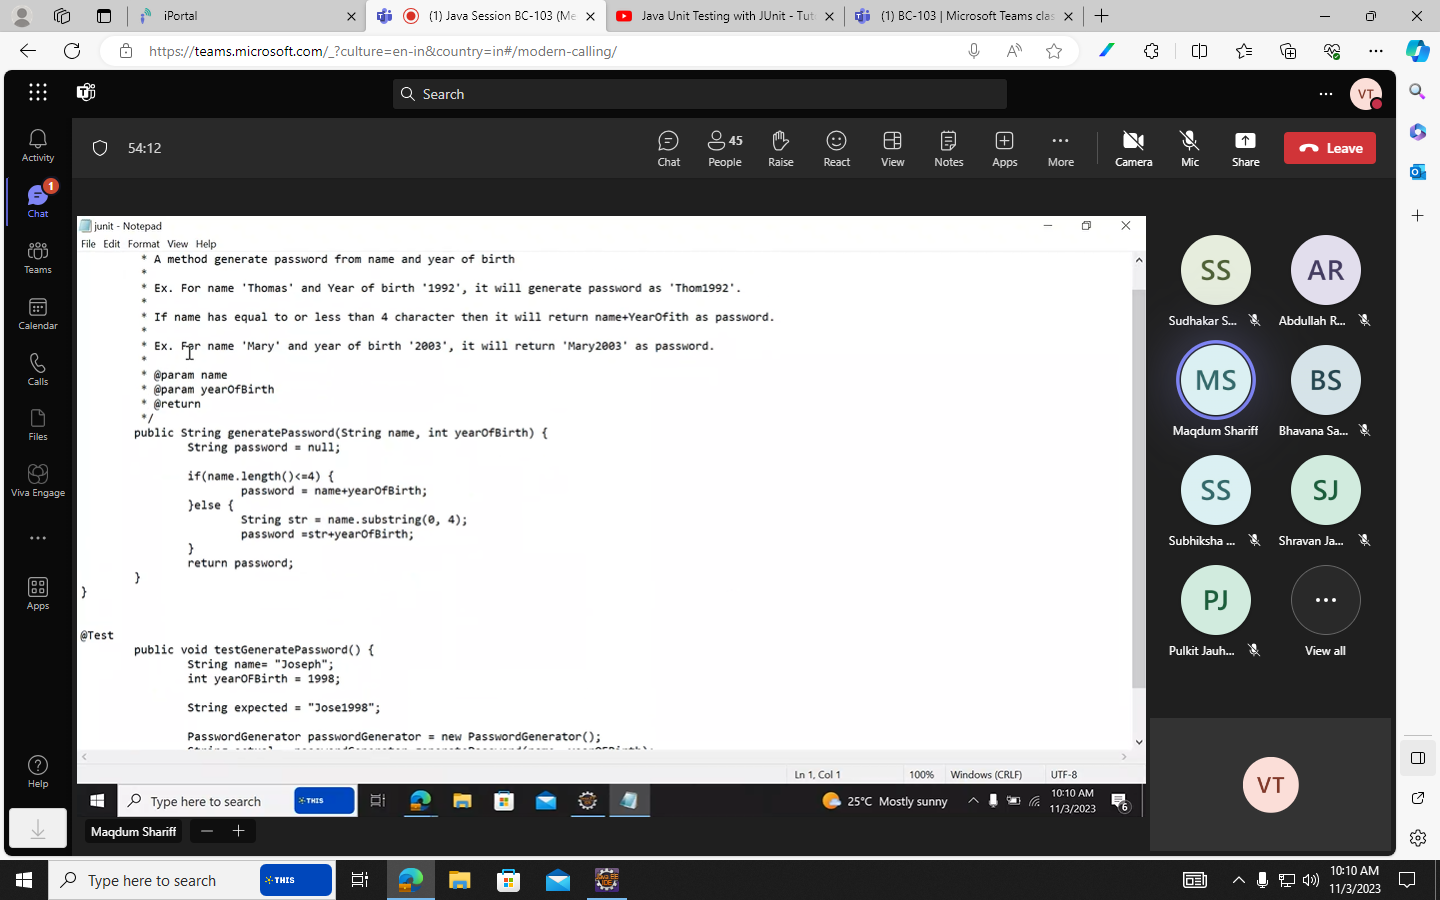 iPortal
(1) Java Session BC-103 (Me
Java Unit Testing with JUnit - Tut
(1) BC-103 | Microsoft Teams clas
https://teams.microsoft.com/_?culture=en-in&country=in#/modern-calling/
Search
VT
54:12
Chat
45
People
Raise
React
View
Notes
Apps
More
Camera
Mic
Share
Leave
Activity
1
Chat
Teams
Calendar
Calls
Files
Viva Engage
Apps
Help
junit - Notepad
File Edit Format View Help
* A method generate password from name and year of birth
*
* Ex. For name 'Thomas' and Year of birth '1992', it will generate password as 'Thom1992'.
*
* If name has equal to or less than 4 character then it will return name+YearOfith as password.
*
* Ex. For name 'Mary' and year of birth '2003', it will return 'Mary2003' as password.
*
* @param name
* @param yearOfBirth
* @return
*/
public String generatePassword(String name, int yearOfBirth) {
String password = null;
if(name.length()<=4) {
password = name+yearOfBirth;
}else {
String str = name.substring(0, 4);
password =str+yearOfBirth;
}
return password;
}
}
@Test
public void testGeneratePassword() {
String name= "Joseph";
int yearOFBirth = 1998;
String expected = "Jose1998";
PasswordGenerator passwordGenerator = new PasswordGenerator();
Ln 1, Col 1
100%
Windows (CRLF)
UTF-8
Type here to search
THIS
25°C Mostly sunny
10:10 AM
11/3/2023
6
Maqdum Shariff
SS
Sudhakar S...
AR
Abdullah R...
MS
Maqdum Shariff
BS
Bhavana Sa...
SS
Subhiksha ...
SJ
Shravan Ja...
PJ
Pulkit Jauh...
View all
VT
Type here to search
THIS
10:10 AM
11/3/2023